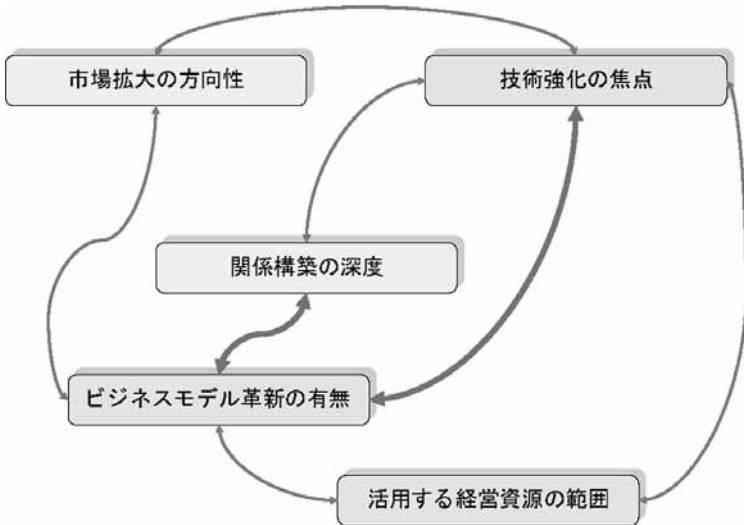 市場拡大の方向性
技術強化の焦点
関係構築の深度
ビジネスモデル革新の有無
活用する経営資源の範囲